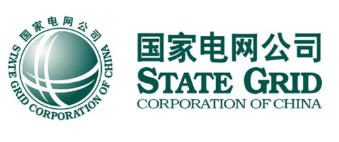 国家电网公司
STATE GRID CORPORATION OF CHINA
国家电网公司
STATE GRID
CORPORATION OF CHINA